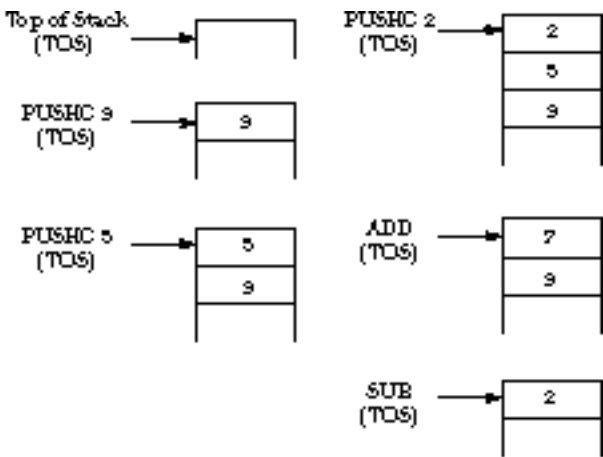 Top of Stack
(TOS)
PUSHC 9
(TOS)
9
PUSHC 5
(TOS)
5
9
PUSHC 2
(TOS)
2
5
9
ADD
(TOS)
7
9
SUB
(TOS)
2